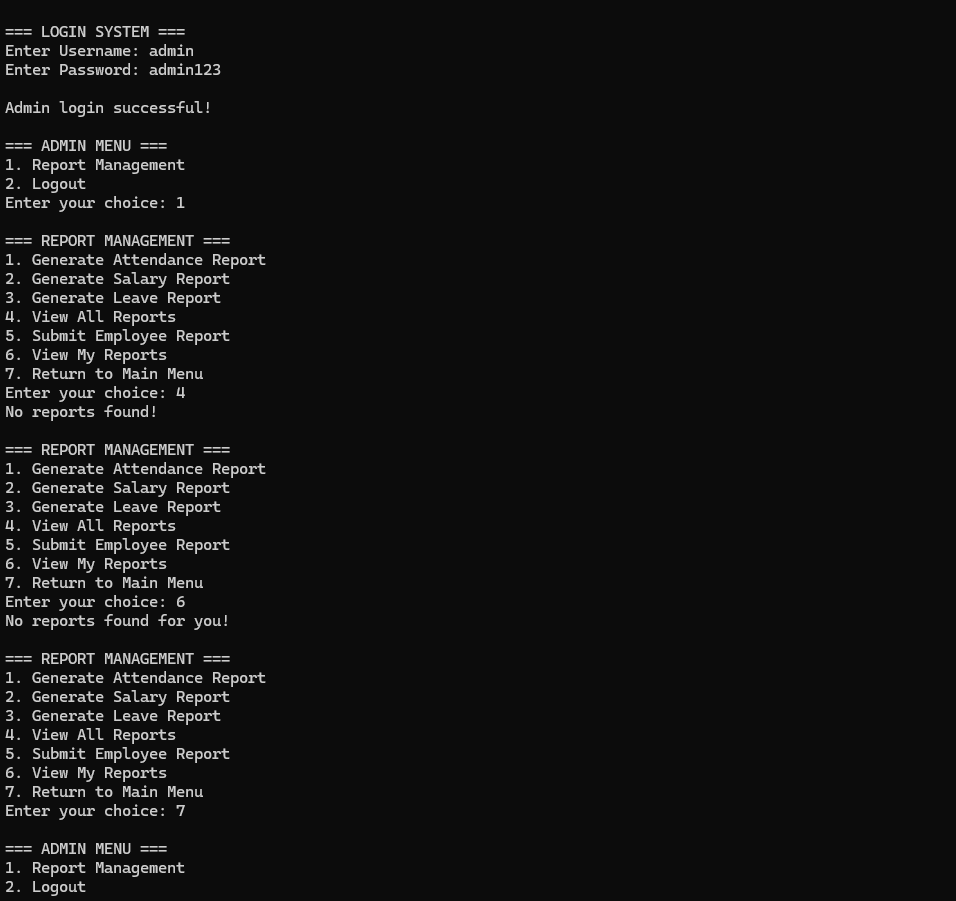 === LOGIN SYSTEM ===
Enter Username: admin
Enter Password: admin123
Admin login successful!
=== ADMIN MENU ===
1. Report Management
2. Logout
Enter your choice: 1
=== REPORT MANAGEMENT ===
1. Generate Attendance Report
2. Generate Salary Report
3. Generate Leave Report
4. View All Reports
5. Submit Employee Report
6. View My Reports
7. Return to Main Menu
Enter your choice: 4
No reports found!
=== REPORT MANAGEMENT ===
1. Generate Attendance Report
2. Generate Salary Report
3. Generate Leave Report
4. View All Reports
5. Submit Employee Report
6. View My Reports
7. Return to Main Menu
Enter your choice: 6
No reports found for you!
=== REPORT MANAGEMENT ===
1. Generate Attendance Report
2. Generate Salary Report
3. Generate Leave Report
4. View All Reports
5. Submit Employee Report
6. View My Reports
7. Return to Main Menu
Enter your choice: 7
=== ADMIN MENU ===
1. Report Management
2. Logout